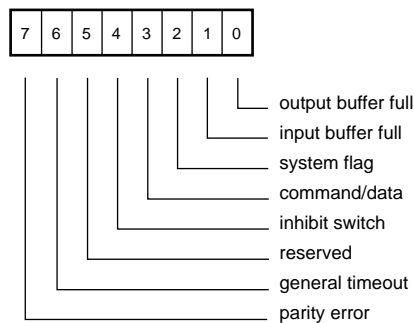 7 6 5 4 3 2 1 0
output buffer full
input buffer full
system flag
command/data
inhibit switch
reserved
general timeout
parity error